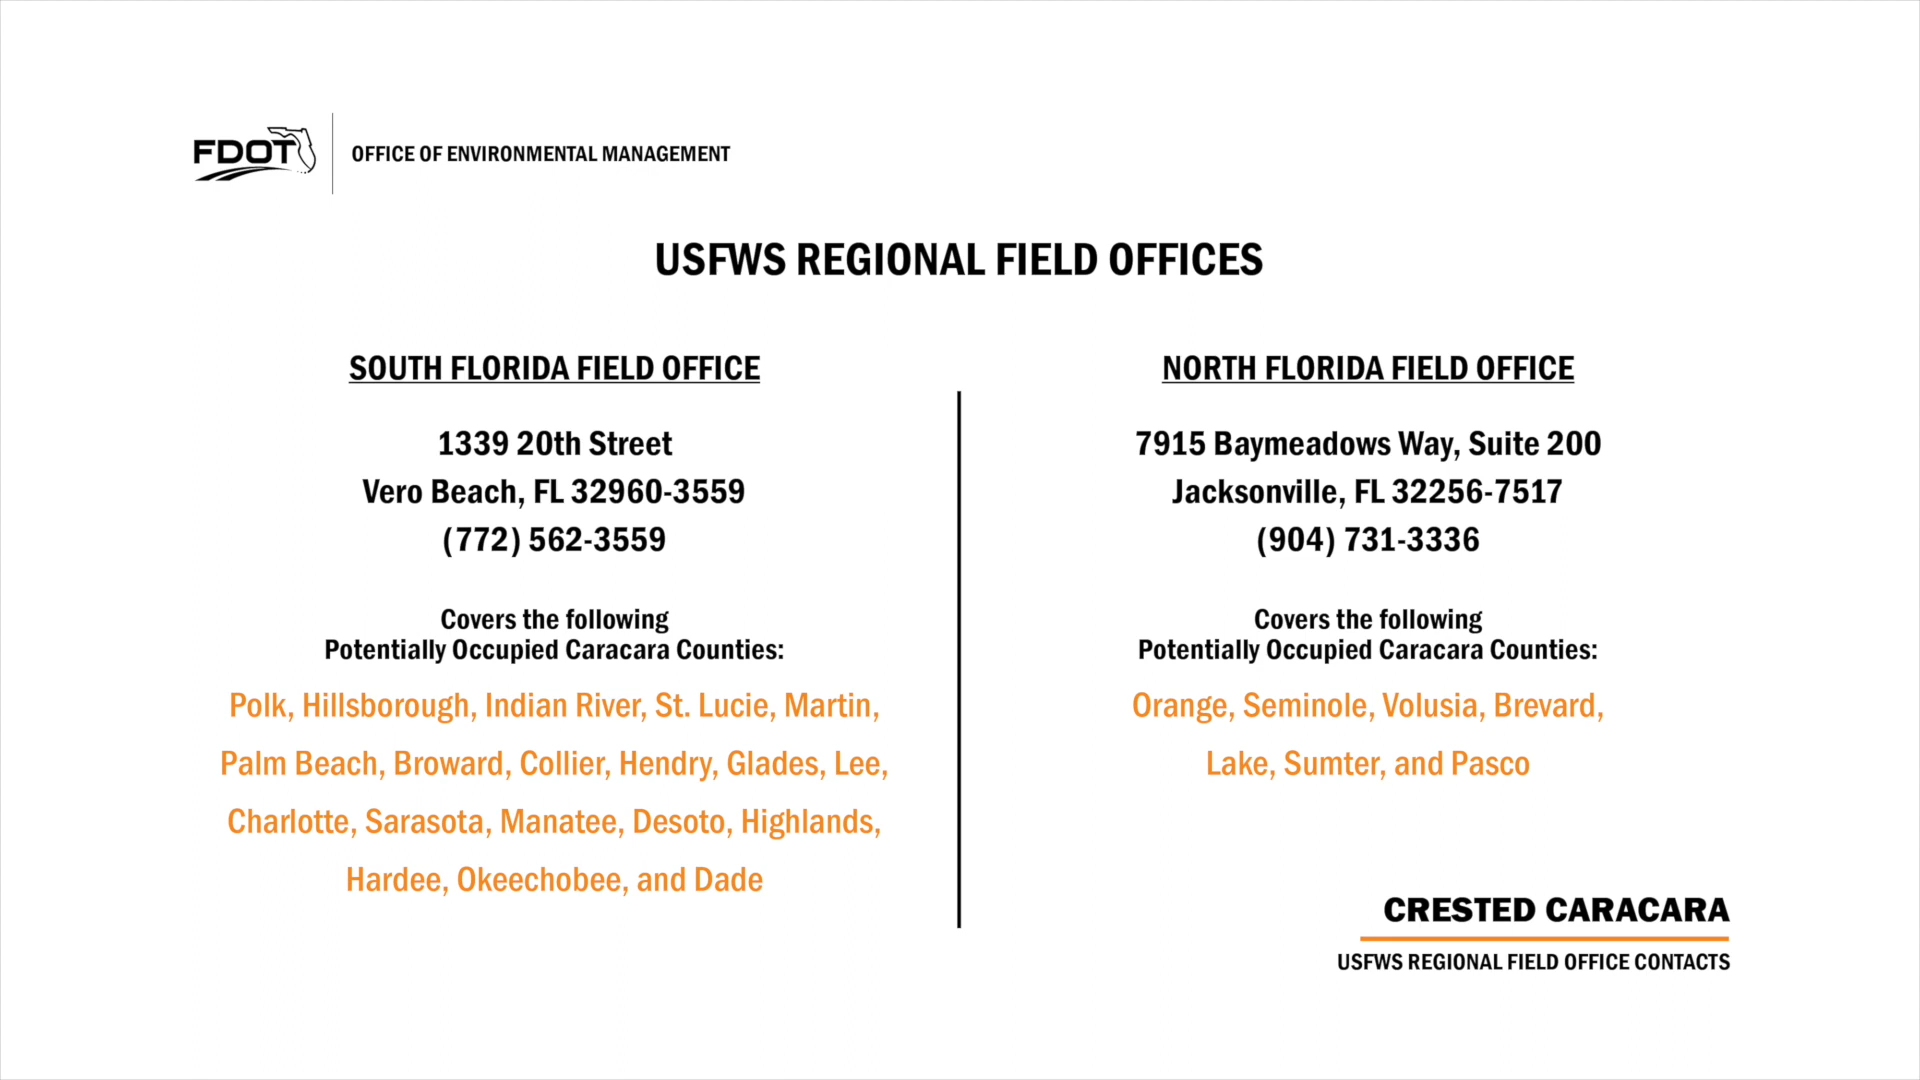 FDOT
OFFICE OF ENVIRONMENTAL MANAGEMENT
USFWS REGIONAL FIELD OFFICES
SOUTH FLORIDA FIELD OFFICE
1339 20th Street
Vero Beach, FL 32960-3559
(772) 562-3559
Covers the following
Potentially Occupied Caracara Counties:
Polk, Hillsborough, Indian River, St. Lucie, Martin,
Palm Beach, Broward, Collier, Hendry, Glades, Lee,
Charlotte, Sarasota, Manatee, Desoto, Highlands,
Hardee, Okeechobee, and Dade
NORTH FLORIDA FIELD OFFICE
7915 Baymeadows Way, Suite 200
Jacksonville, FL 32256-7517
(904) 731-3336
Covers the following
Potentially Occupied Caracara Counties:
Orange, Seminole, Volusia, Brevard,
Lake, Sumter, and Pasco
CRESTED CARACARA
USFWS REGIONAL FIELD OFFICE CONTACTS